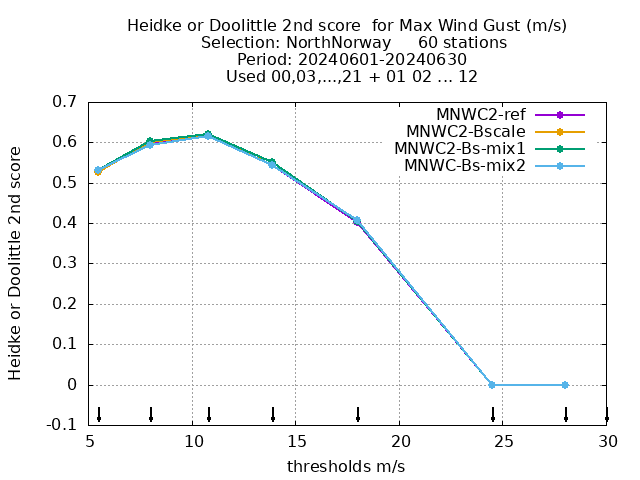 Heidke or Doolittle 2nd score  for Max Wind Gust (m/s)
Selection: NorthNorway     60 stations
Period: 20240601-20240630
Used 00,03,...,21 + 01 02 ... 12
Heidke or Doolittle 2nd score
0.7
0.6
0.5
0.4
0.3
0.2
0.1
0
-0.1
MNWC2-ref
MNWC2-Bscale
MNWC2-Bs-mix1
MNWC-Bs-mix2
5 10 15 20 25 30
thresholds m/s